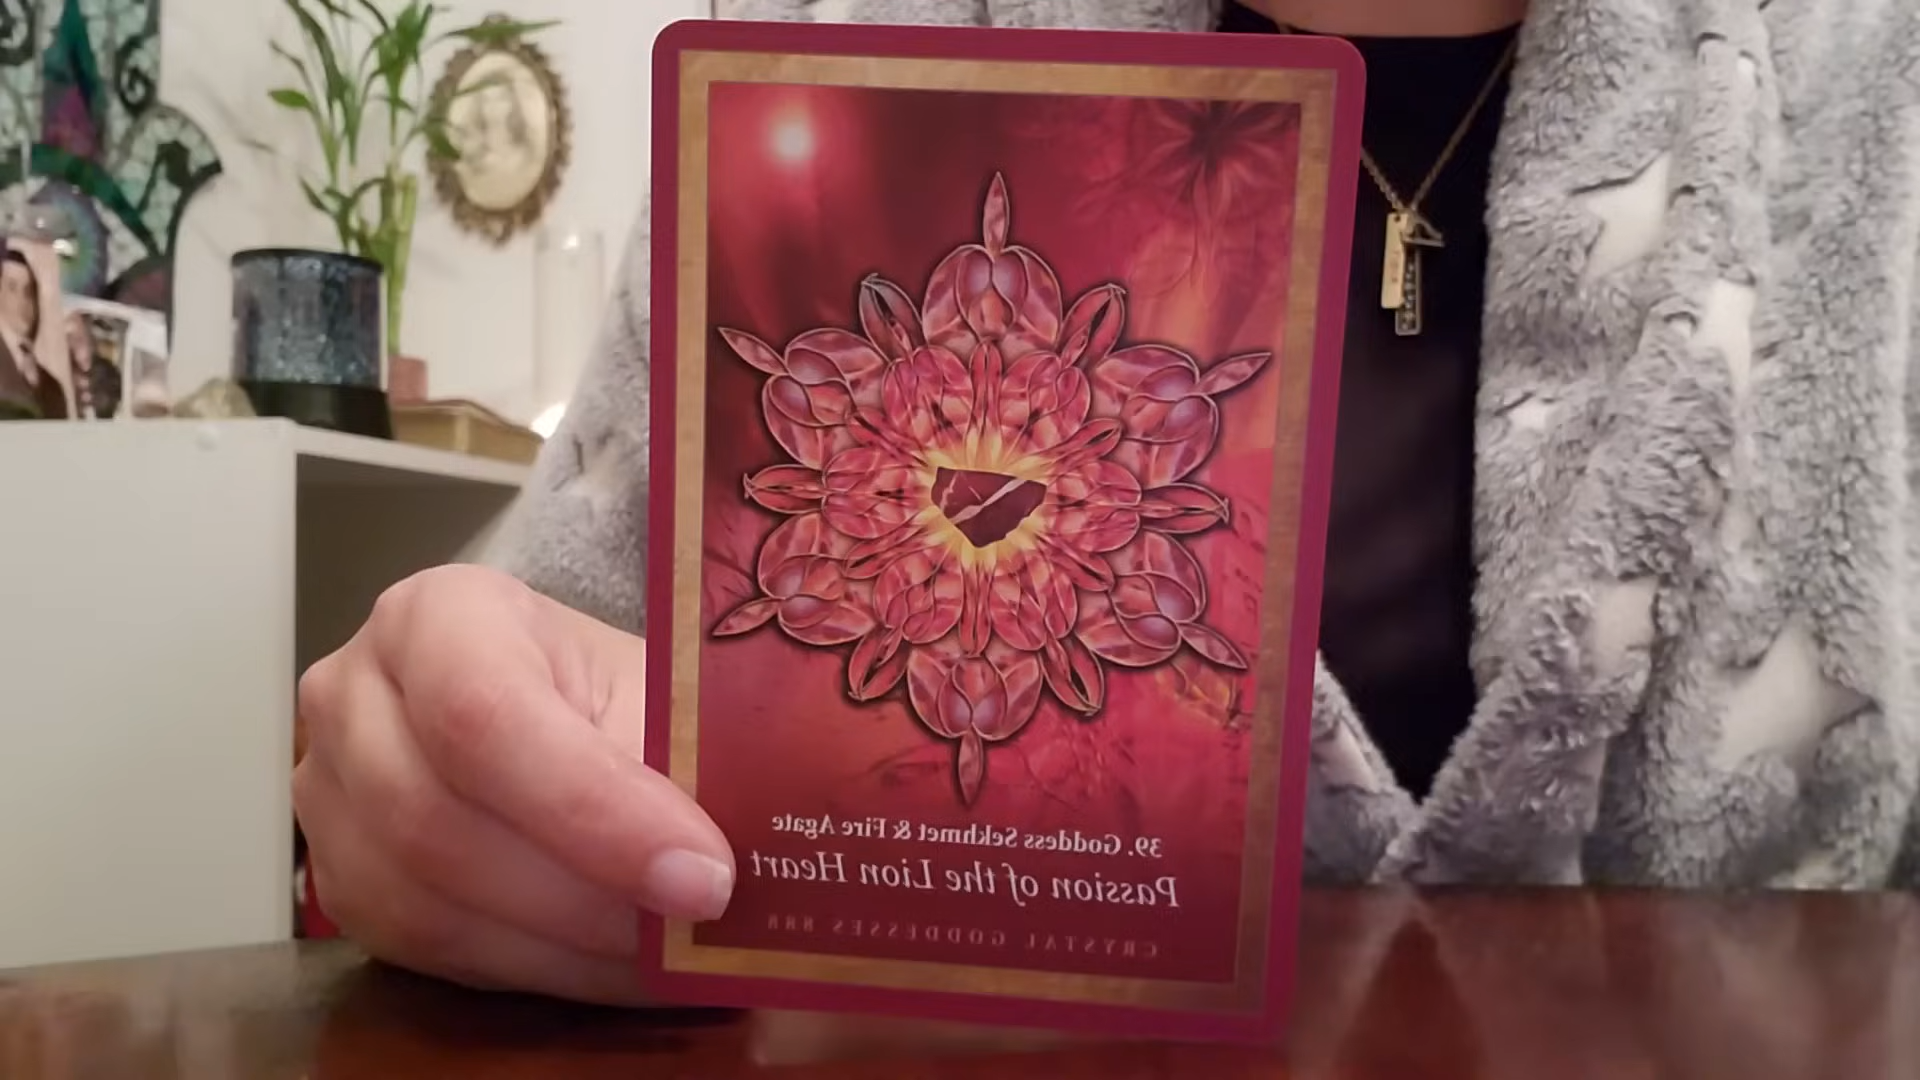 39. Goddess Sekhmet & Fire Agate
Passion of the Lion Heart
CRYSTAL GODDESSES 888